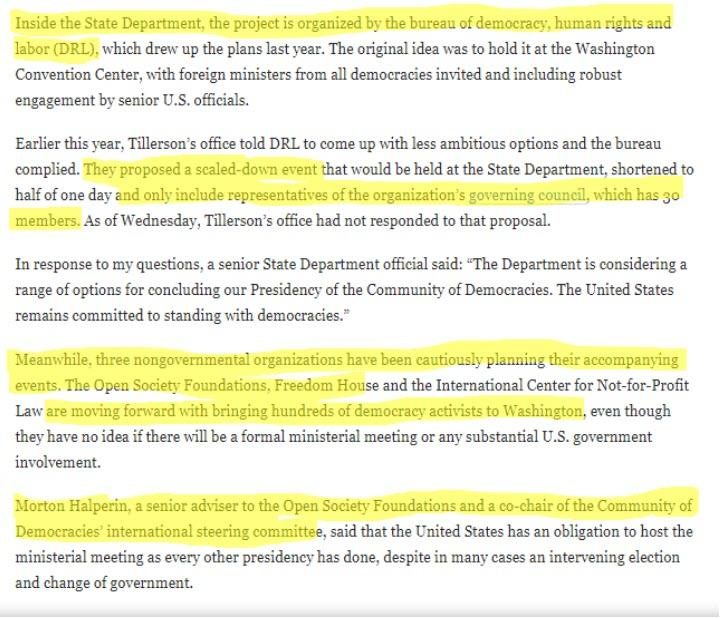 Inside the State Department, the project is organized by the bureau of democracy, human rights and
labor (DRL), which drew up the plans last year. The original idea was to hold it at the Washington
Convention Center, with foreign ministers from all democracies invited and including robust
engagement by senior U.S. officials.
Earlier this year, Tillerson’s office told DRL to come up with less ambitious options and the bureau
complied. They proposed a scaled-down event that would be held at the State Department, shortened to
half of one day and only include representatives of the organization’s governing council, which has 30
members. As of Wednesday, Tillerson’s office had not responded to that proposal.
In response to my questions, a senior State Department official said: “The Department is considering a
range of options for concluding our Presidency of the Community of Democracies. The United States
remains committed to standing with democracies.”
Meanwhile, three nongovernmental organizations have been cautiously planning their accompanying
events. The Open Society Foundations, Freedom House and the International Center for Not-for-Profit
Law are moving forward with bringing hundreds of democracy activists to Washington, even though
they have no idea if there will be a formal ministerial meeting or any substantial U.S. government
involvement.
Morton Halperin, a senior adviser to the Open Society Foundations and a co-chair of the Community of
Democracies’ international steering committee, said that the United States has an obligation to host the
ministerial meeting as every other presidency has done, despite in many cases an intervening election
and change of government.